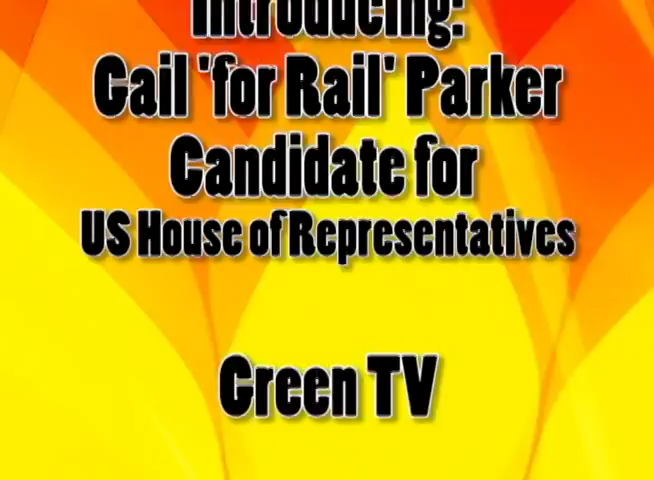 Introducing:
Gail 'for Rail' Parker
Candidate for
US House of Representatives
Green TV